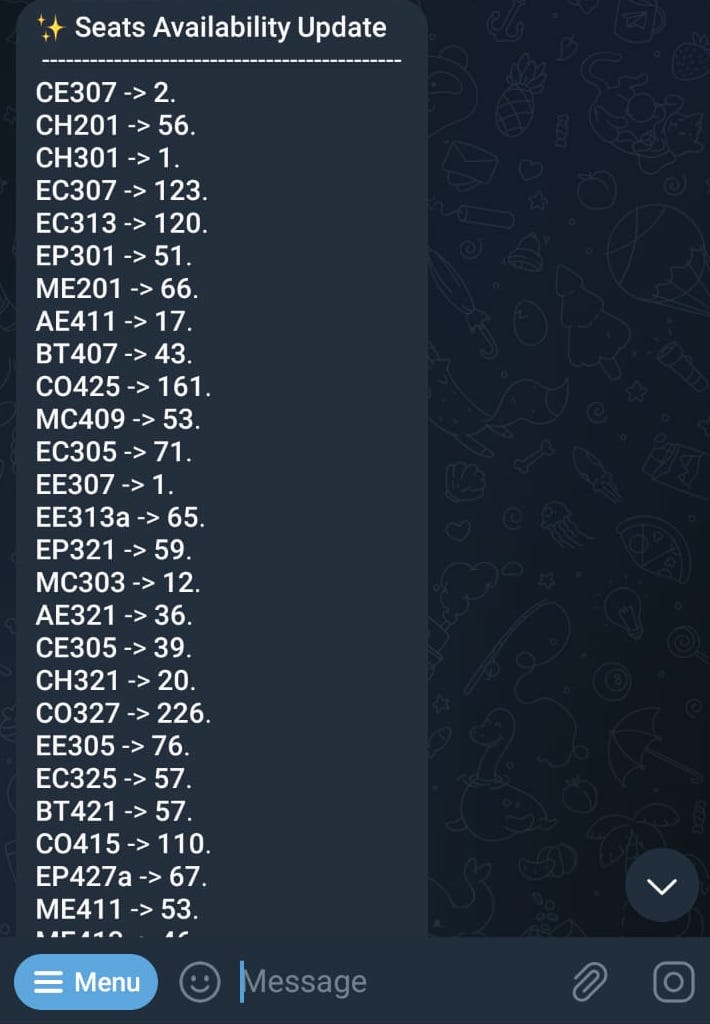 ✨ Seats Availability Update
---------------------------------------------
CE307 -> 2.
CH201 -> 56.
CH301 -> 1.
EC307 -> 123.
EC313 -> 120.
EP301 -> 51.
ME201 -> 66.
AE411 -> 17.
BT407 -> 43.
CO425 -> 161.
MC409 -> 53.
EC305 -> 71.
EE307 -> 1.
EE313a -> 65.
EP321 -> 59.
MC303 -> 12.
AE321 -> 36.
CE305 -> 39.
CH321 -> 20.
CO327 -> 226.
EE305 -> 76.
EC325 -> 57.
BT421 -> 57.
CO415 -> 110.
EP427a -> 67.
ME411 -> 53.
Menu Message